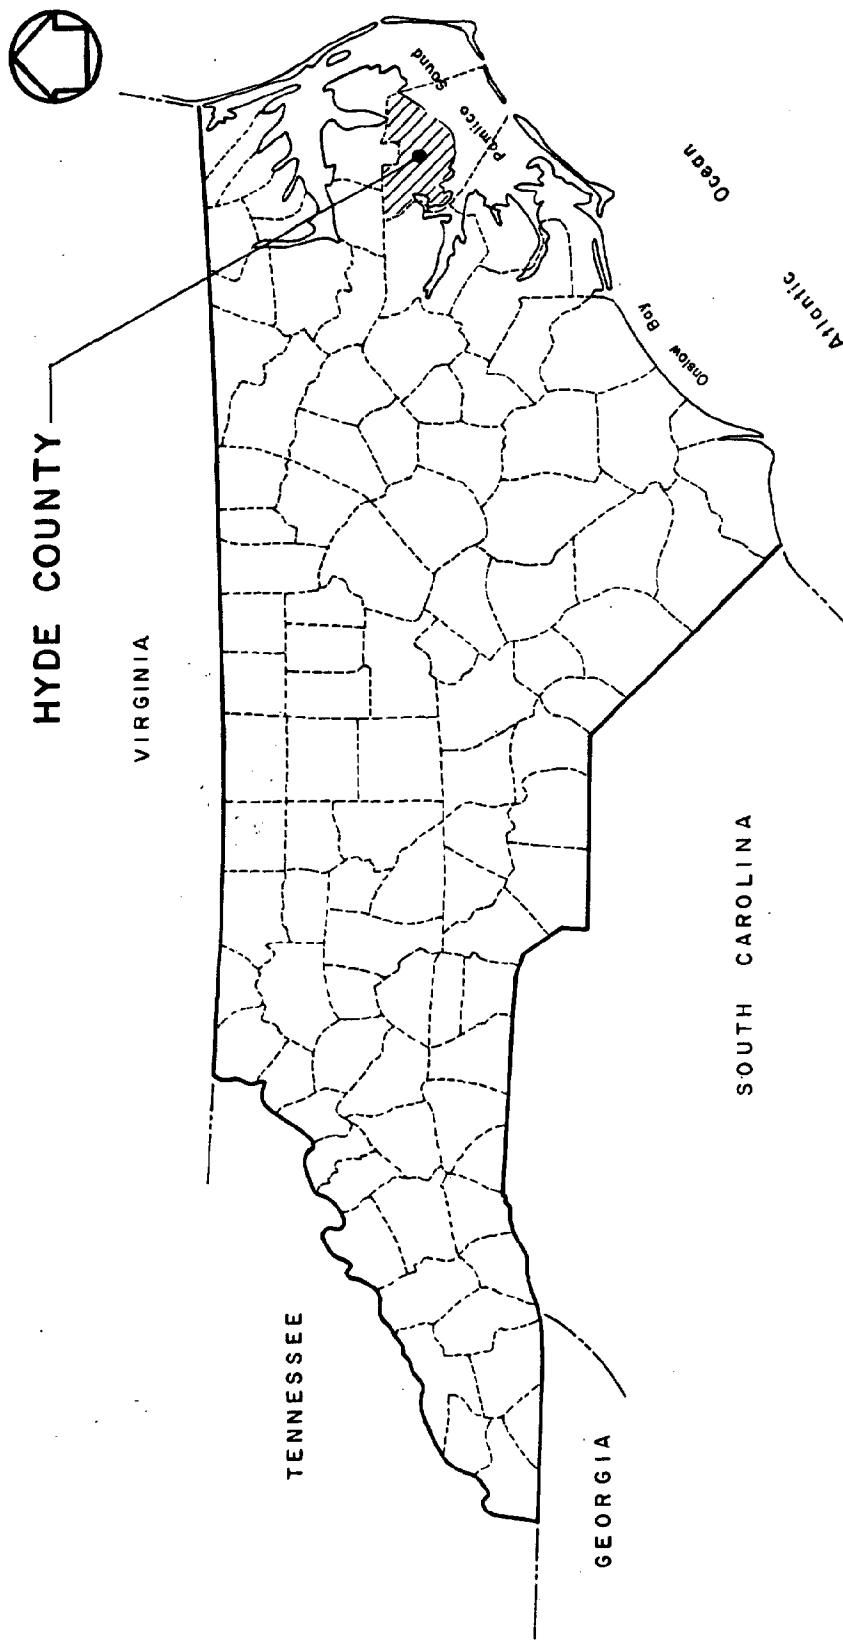 HYDE COUNTY
VIRGINIA
TENNESSEE
GEORGIA
SOUTH CAROLINA
Pamlico Sound
Onslow Bay
Atlantic Ocean